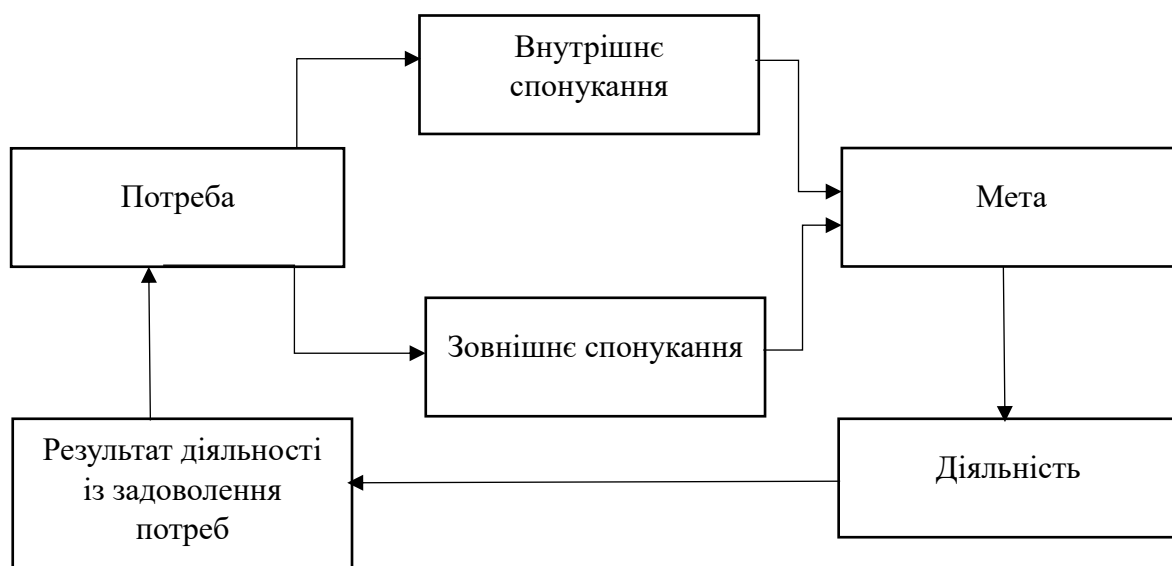 Внутрішнє
спонукання
Потреба
Мета
Зовнішнє спонукання
Результат діяльності
із задоволення
потреб
Діяльність